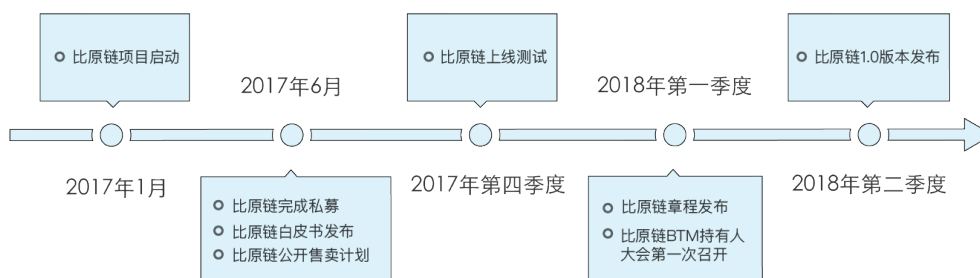 比原链项目启动
2017年1月
2017年6月
比原链完成私募
比原链白皮书发布
比原链公开售卖计划
比原链上线测试
2017年第四季度
2018年第一季度
比原链章程发布
比原链BTM持有人
大会第一次召开
比原链1.0版本发布
2018年第二季度